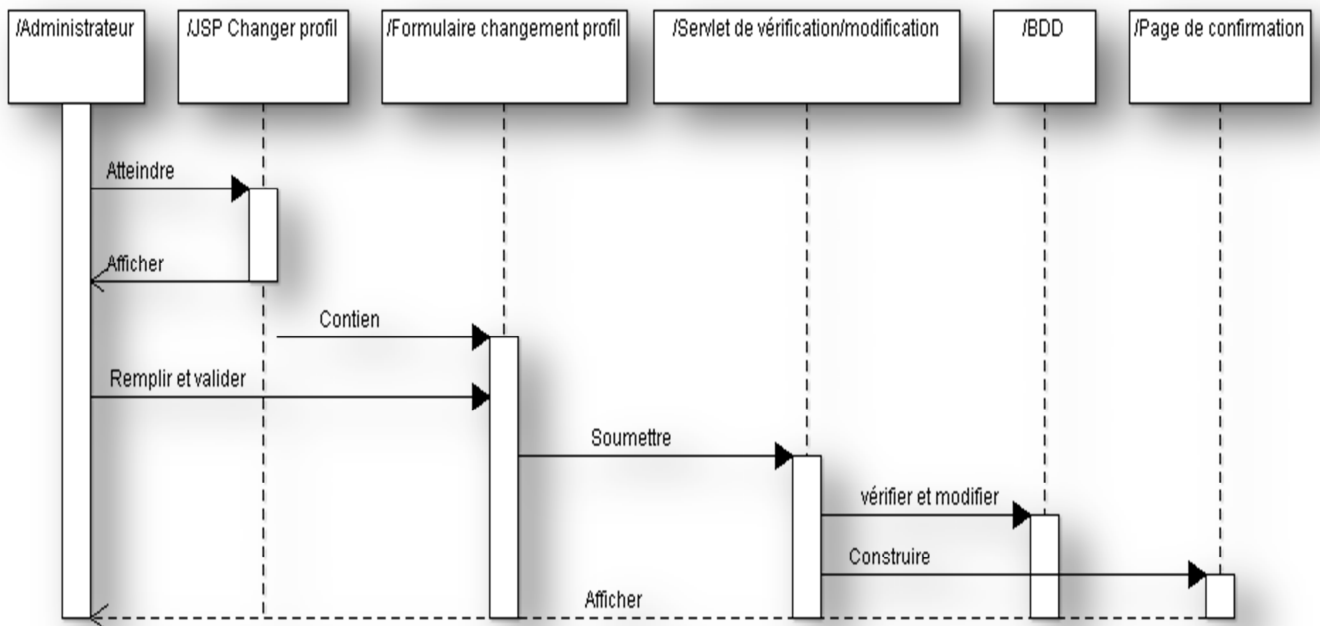 /Administrateur
/JSP Changer profil
/Formulaire changement profil
/Servlet de vérification/modification
/BDD
/Page de confirmation
Atteindre
Afficher
Contien
Remplir et valider
Soumettre
vérifier et modifier
Construire
Afficher